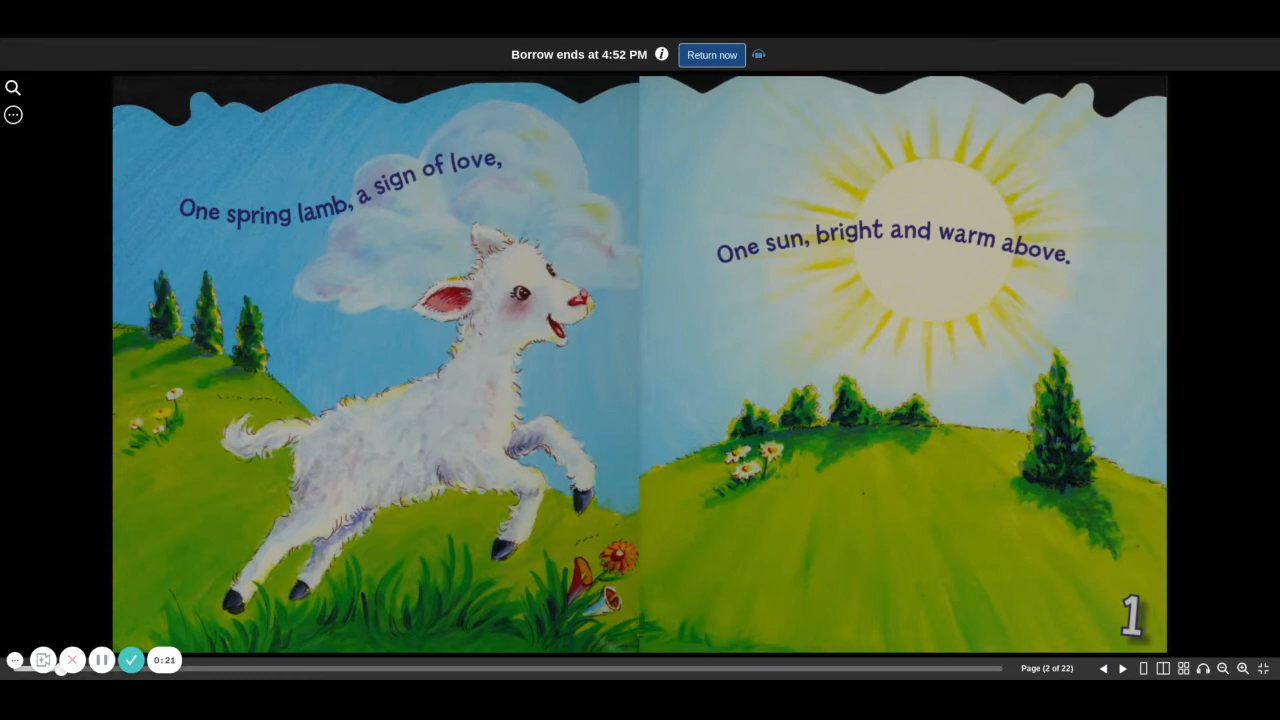 Borrow ends at 4:52 PM
Return now
One spring lamb, a sign of love,
One sun, bright and warm above.
1
0:21
Page (2 of 22)